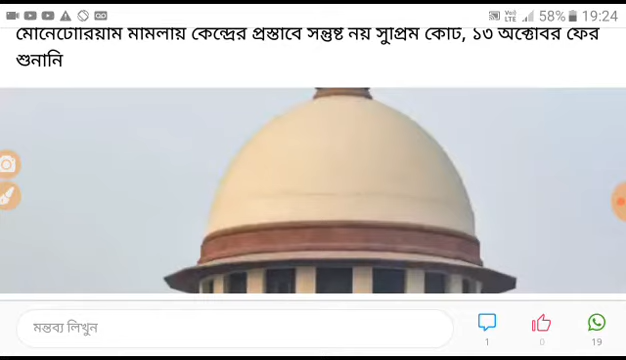 58% 19:24
মোনেটোরিয়াম মামলায় কেন্দ্রের প্রস্তাবে সন্তুষ্ট নয় সুপ্রিম কোর্ট, ১৩ অক্টোবর ফের
শুনানি
মন্তব্য লিখুন
1
0
19